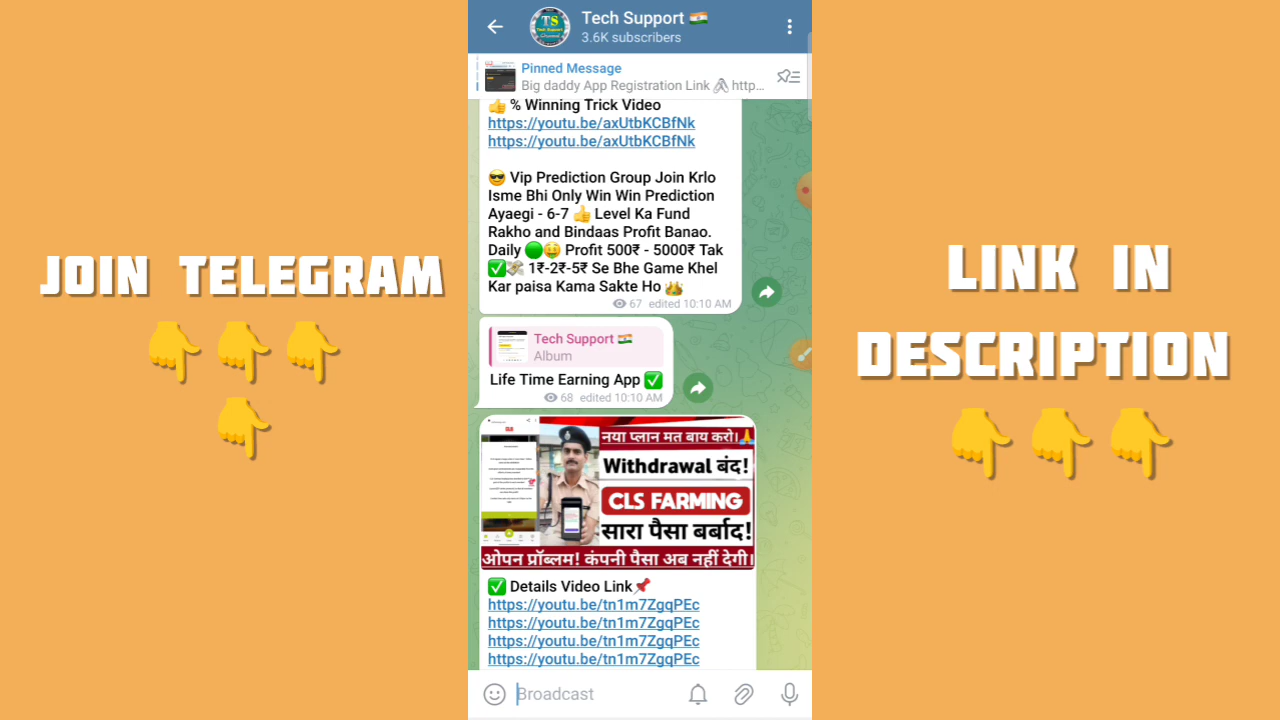 JOIN TELEGRAM
👇👇👇
👇
TS
Tech Support 🇮🇳
3.6K subscribers
Pinned Message
Big daddy App Registration Link 🖇 http...
👍 % Winning Trick Video
https://youtu.be/axUtbKCBfNk
https://youtu.be/axUtbKCBfNk
😎 Vip Prediction Group Join Krlo
Isme Bhi Only Win Win Prediction
Ayaegi - 6-7 👍 Level Ka Fund
Rakho and Bindaas Profit Banao.
Daily 🟢🤑 Profit 500₹ - 5000₹ Tak
✅💸 1₹-2₹-5₹ Se Bhe Game Khel
Kar paisa Kama Sakte Ho 👑
67 edited 10:10 AM
Tech Support 🇮🇳
Album
Life Time Earning App ✅
68 edited 10:10 AM
नया प्लान मत बाय करो।🙏
Withdrawal बंद!
CLS FARMING
सारा पैसा बर्बाद!
ओपन प्रॉब्लम! कंपनी पैसा अब नहीं देगी।
✅ Details Video Link📌
https://youtu.be/tn1m7ZgqPEc
https://youtu.be/tn1m7ZgqPEc
https://youtu.be/tn1m7ZgqPEc
https://youtu.be/tn1m7ZgqPEc
Broadcast
LINK IN
DESCRIPTION
👇👇👇